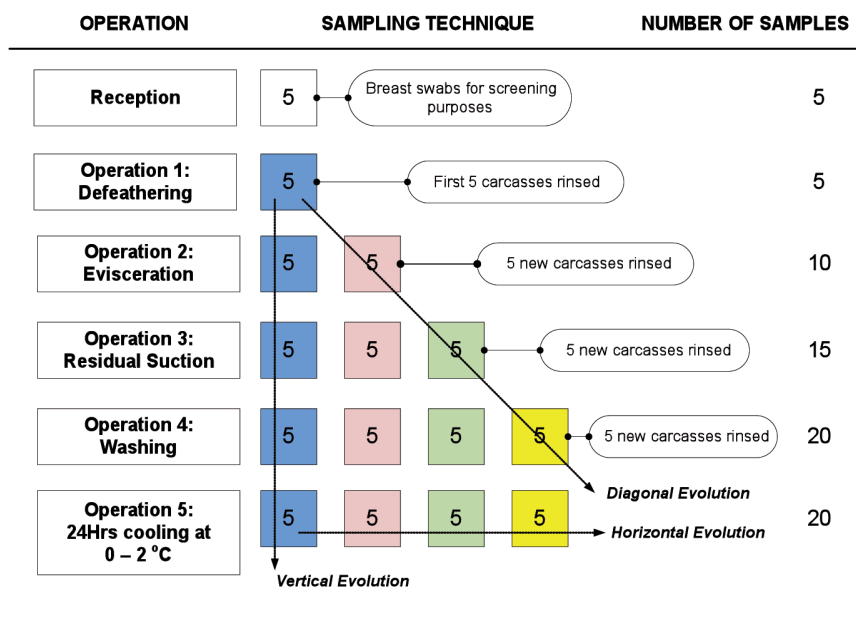 OPERATION SAMPLING TECHNIQUE NUMBER OF SAMPLES
Reception
5
Breast swabs for screening
purposes
5
Operation 1:
Defeathering
5
First 5 carcasses rinsed
5
Operation 2:
Evisceration
5 5
5 new carcasses rinsed
10
Operation 3:
Residual Suction
5 5 5
5 new carcasses rinsed
15
Operation 4:
Washing
5 5 5 5
5 new carcasses rinsed
20
Diagonal Evolution
Operation 5:
24Hrs cooling at
0 – 2 °C
5 5 5 5
20
Horizontal Evolution
Vertical Evolution